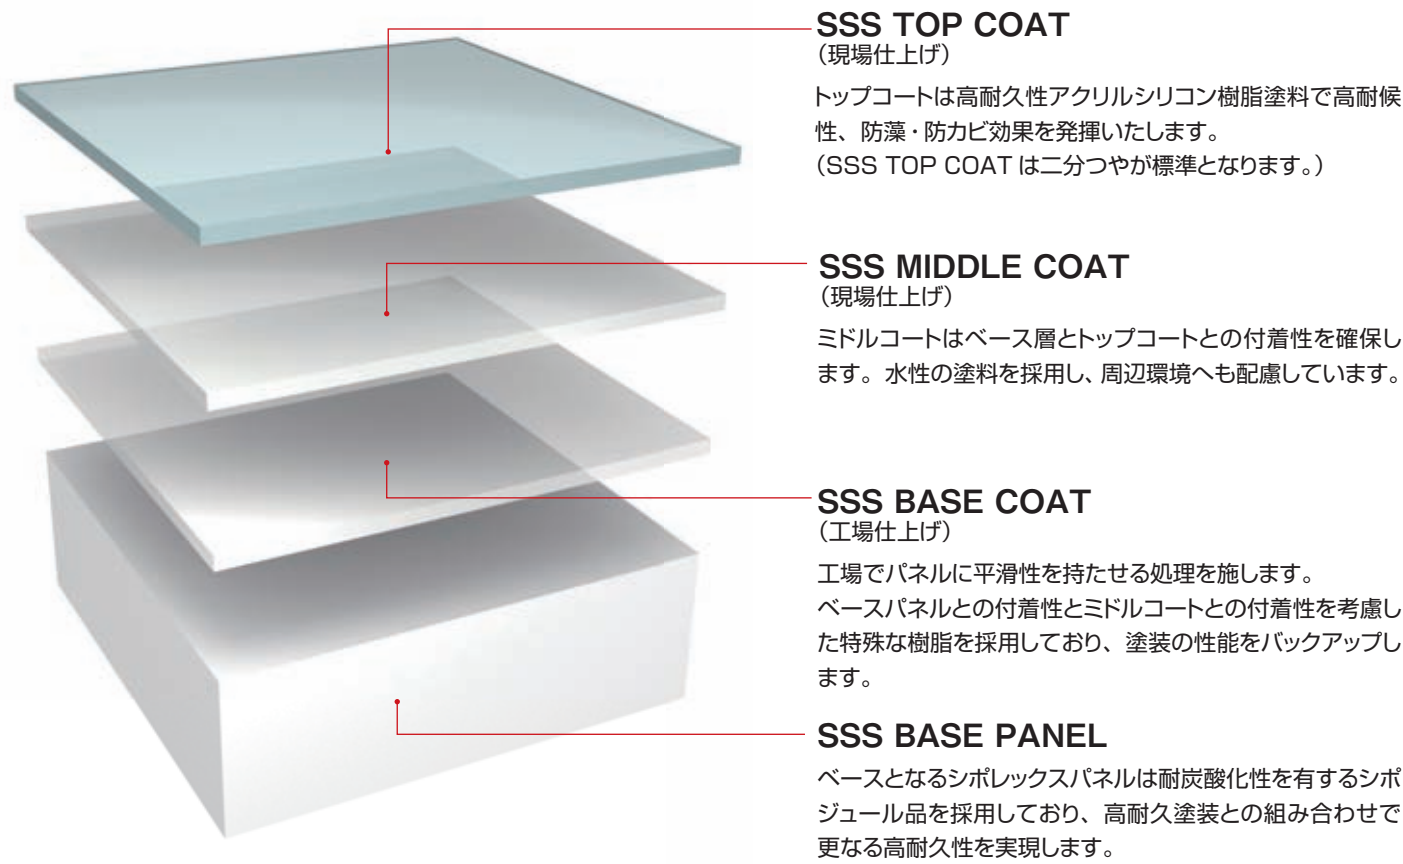 SSS TOP COAT
（現場仕上げ）
トップコートは高耐久性アクリルシリコン樹脂塗料で高耐候
性、防藻・防カビ効果を発揮いたします。
（SSS TOP COAT は二分つやが標準となります。）
SSS MIDDLE COAT
（現場仕上げ）
ミドルコートはベース層とトップコートとの付着性を確保し
ます。水性の塗料を採用し、周辺環境へも配慮しています。
SSS BASE COAT
（工場仕上げ）
工場でパネルに平滑性を持たせる処理を施します。
ベースパネルとの付着性とミドルコートとの付着性を考慮し
た特殊な樹脂を採用しており、塗装の性能をバックアップし
ます。
SSS BASE PANEL
ベースとなるシポレックスパネルは耐炭酸化性を有するシポ
ジュール品を採用しており、高耐久塗装との組み合わせで
更なる高耐久性を実現します。